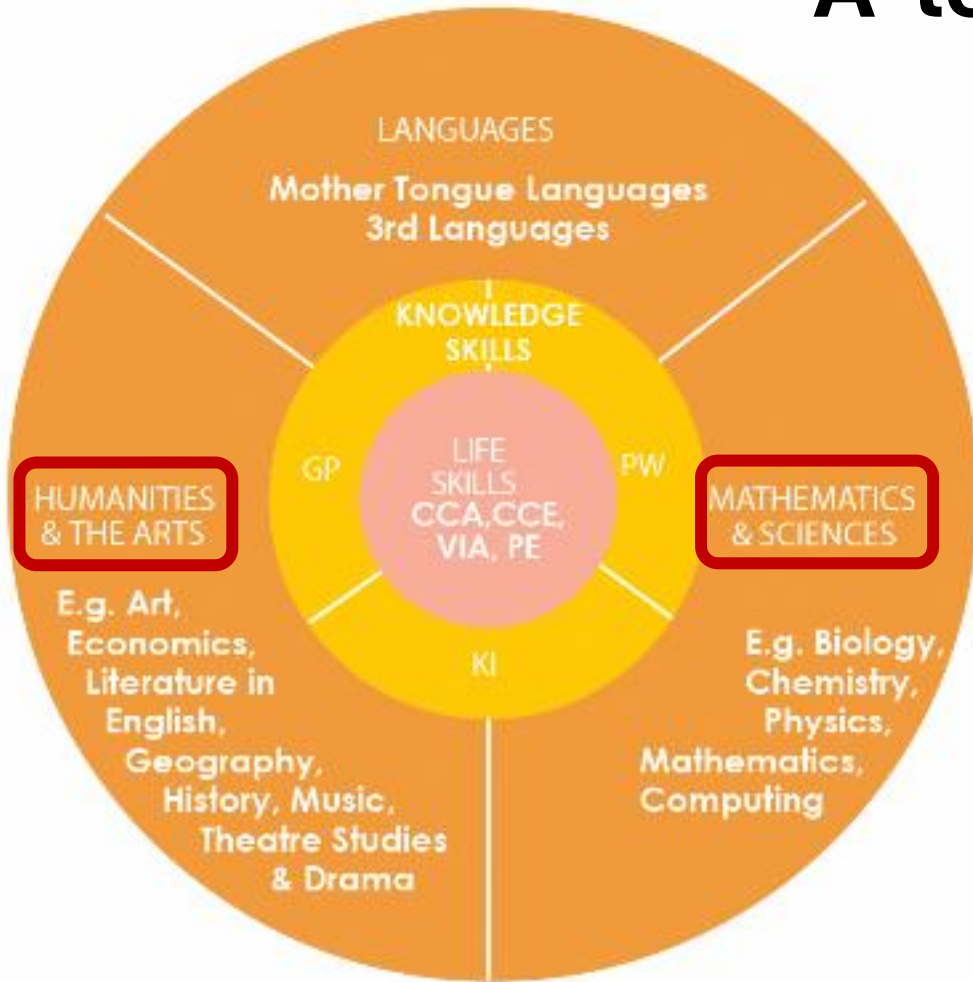 LANGUAGES
Mother Tongue Languages
3rd Languages
KNOWLEDGE
SKILLS
GP
PW
KI
LIFE
SKILLS
CCA,CCE,
VIA, PE
HUMANITIES
& THE ARTS
E.g. Art,
Economics,
Literature in
English,
Geography,
History, Music,
Theatre Studies
& Drama
MATHEMATICS
& SCIENCES
E.g. Biology,
Chemistry,
Physics,
Mathematics,
Computing